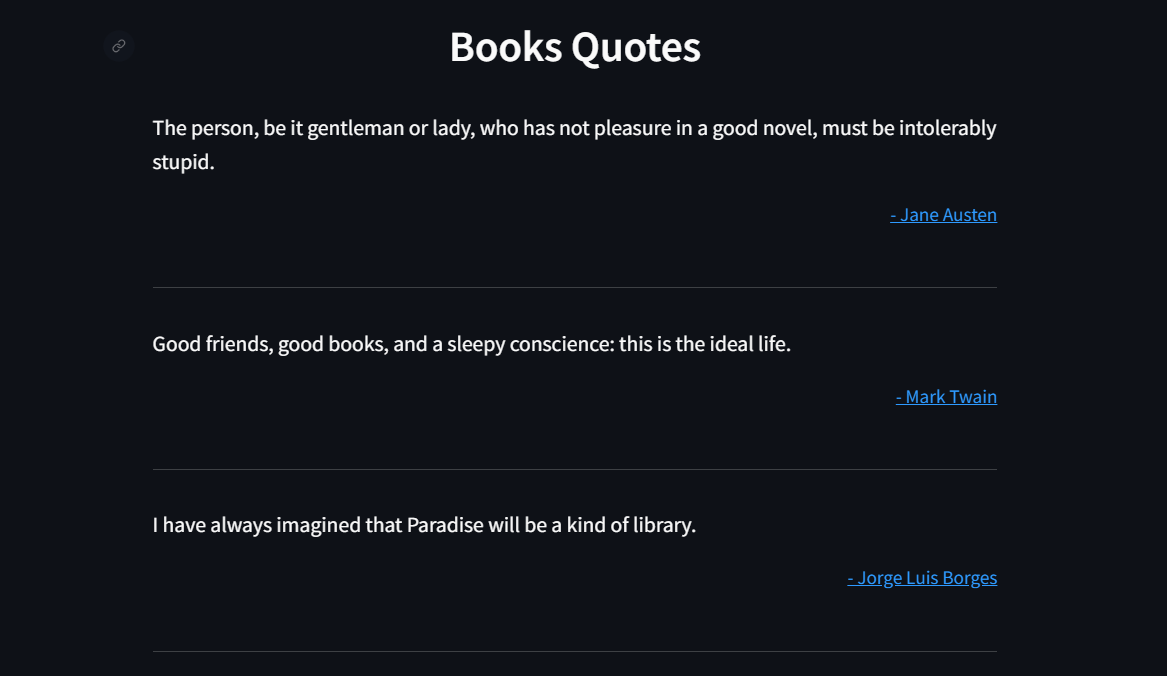 Books Quotes
The person, be it gentleman or lady, who has not pleasure in a good novel, must be intolerably
stupid.
- Jane Austen
Good friends, good books, and a sleepy conscience: this is the ideal life.
- Mark Twain
I have always imagined that Paradise will be a kind of library.
- Jorge Luis Borges